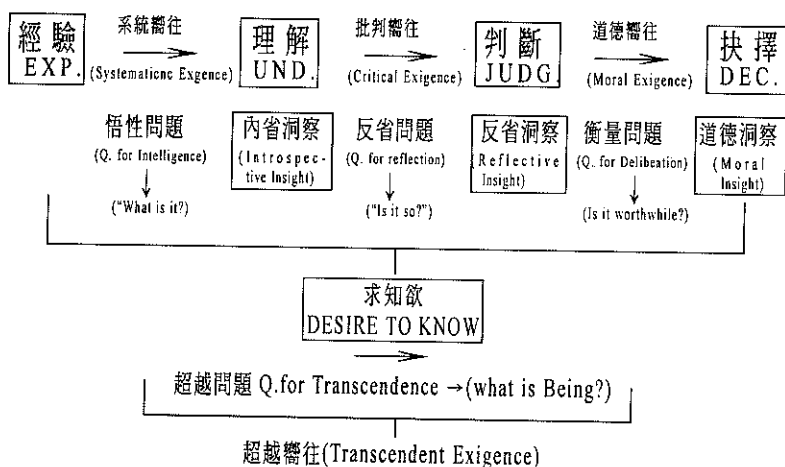 經驗
EXP.
系統嚮往
(Systematicnc Exgence)
理解
UND.
批判嚮往
(Critical Exigence)
判斷
JUDG.
道德嚮往
(Moral Exigence)
抉擇
DEC.
悟性問題
(Q. for Intelligence)
("What is it?)
內省洞察
(Introspec-
tive Insight)
反省問題
(Q. for reflection)
("Is it so?")
反省洞察
(Reflective
Insight)
衡量問題
(Q. for Delibeation)
(Is it worthwhile?)
道德洞察
(Moral
Insight)
求知欲
DESIRE TO KNOW
超越問題 Q.for Transcendence →(what is Being?)
超越嚮往(Transcendent Exigence)